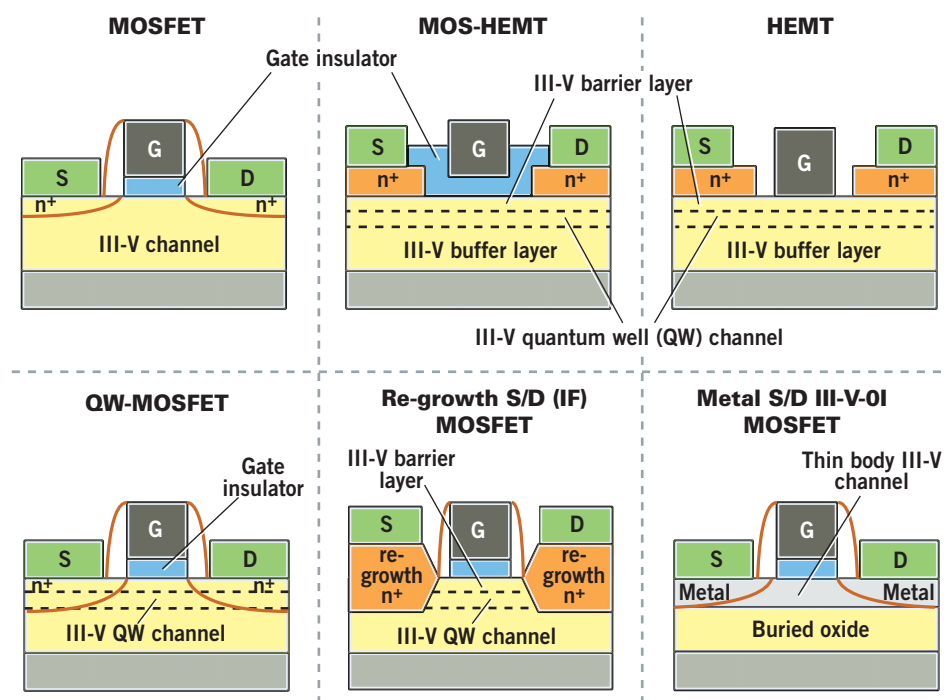 MOSFET
MOS-HEMT
HEMT
Gate insulator
III-V barrier layer
G
S
D
n+
n+
III-V channel
G
S
D
n+
n+
III-V buffer layer
S
G
D
n+
n+
III-V buffer layer
III-V quantum well (QW) channel
QW-MOSFET
Re-growth S/D (IF)
MOSFET
Metal S/D III-V-0I
MOSFET
Gate
insulator
G
S
D
n+
n+
III-V QW channel
III-V barrier
layer
G
S
D
re-
growth
n+
re-
growth
n+
III-V QW channel
Thin body III-V
channel
G
S
D
Metal
Metal
Buried oxide